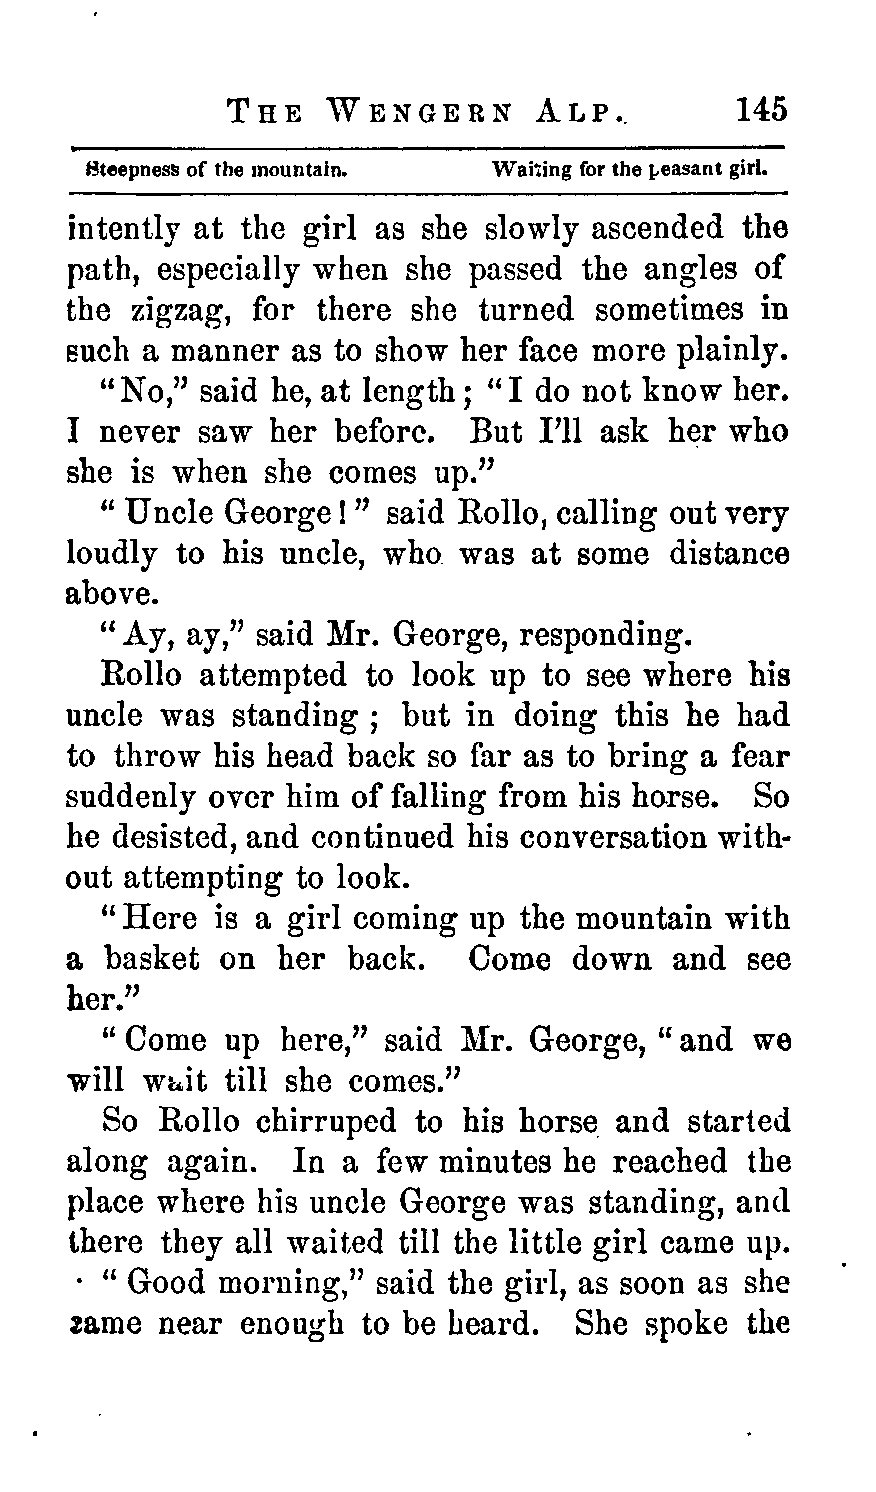 THE WENGERN ALP. 145
Steepness of the mountain. Waiting for the peasant girl.
intently at the girl as she slowly ascended the
path, especially when she passed the angles of
the zigzag, for there she turned sometimes in
such a manner as to show her face more plainly.
“No,” said he, at length; “I do not know her.
I never saw her before. But I’ll ask her who
she is when she comes up.”
“Uncle George!” said Rollo, calling out very
loudly to his uncle, who was at some distance
above.
“Ay, ay,” said Mr. George, responding.
Rollo attempted to look up to see where his
uncle was standing; but in doing this he had
to throw his head back so far as to bring a fear
suddenly over him of falling from his horse. So
he desisted, and continued his conversation with-
out attempting to look.
“Here is a girl coming up the mountain with
a basket on her back. Come down and see
her.”
“Come up here,” said Mr. George, “and we
will wait till she comes.”
So Rollo chirruped to his horse and started
along again. In a few minutes he reached the
place where his uncle George was standing, and
there they all waited till the little girl came up.
“Good morning,” said the girl, as soon as she
came near enough to be heard. She spoke the